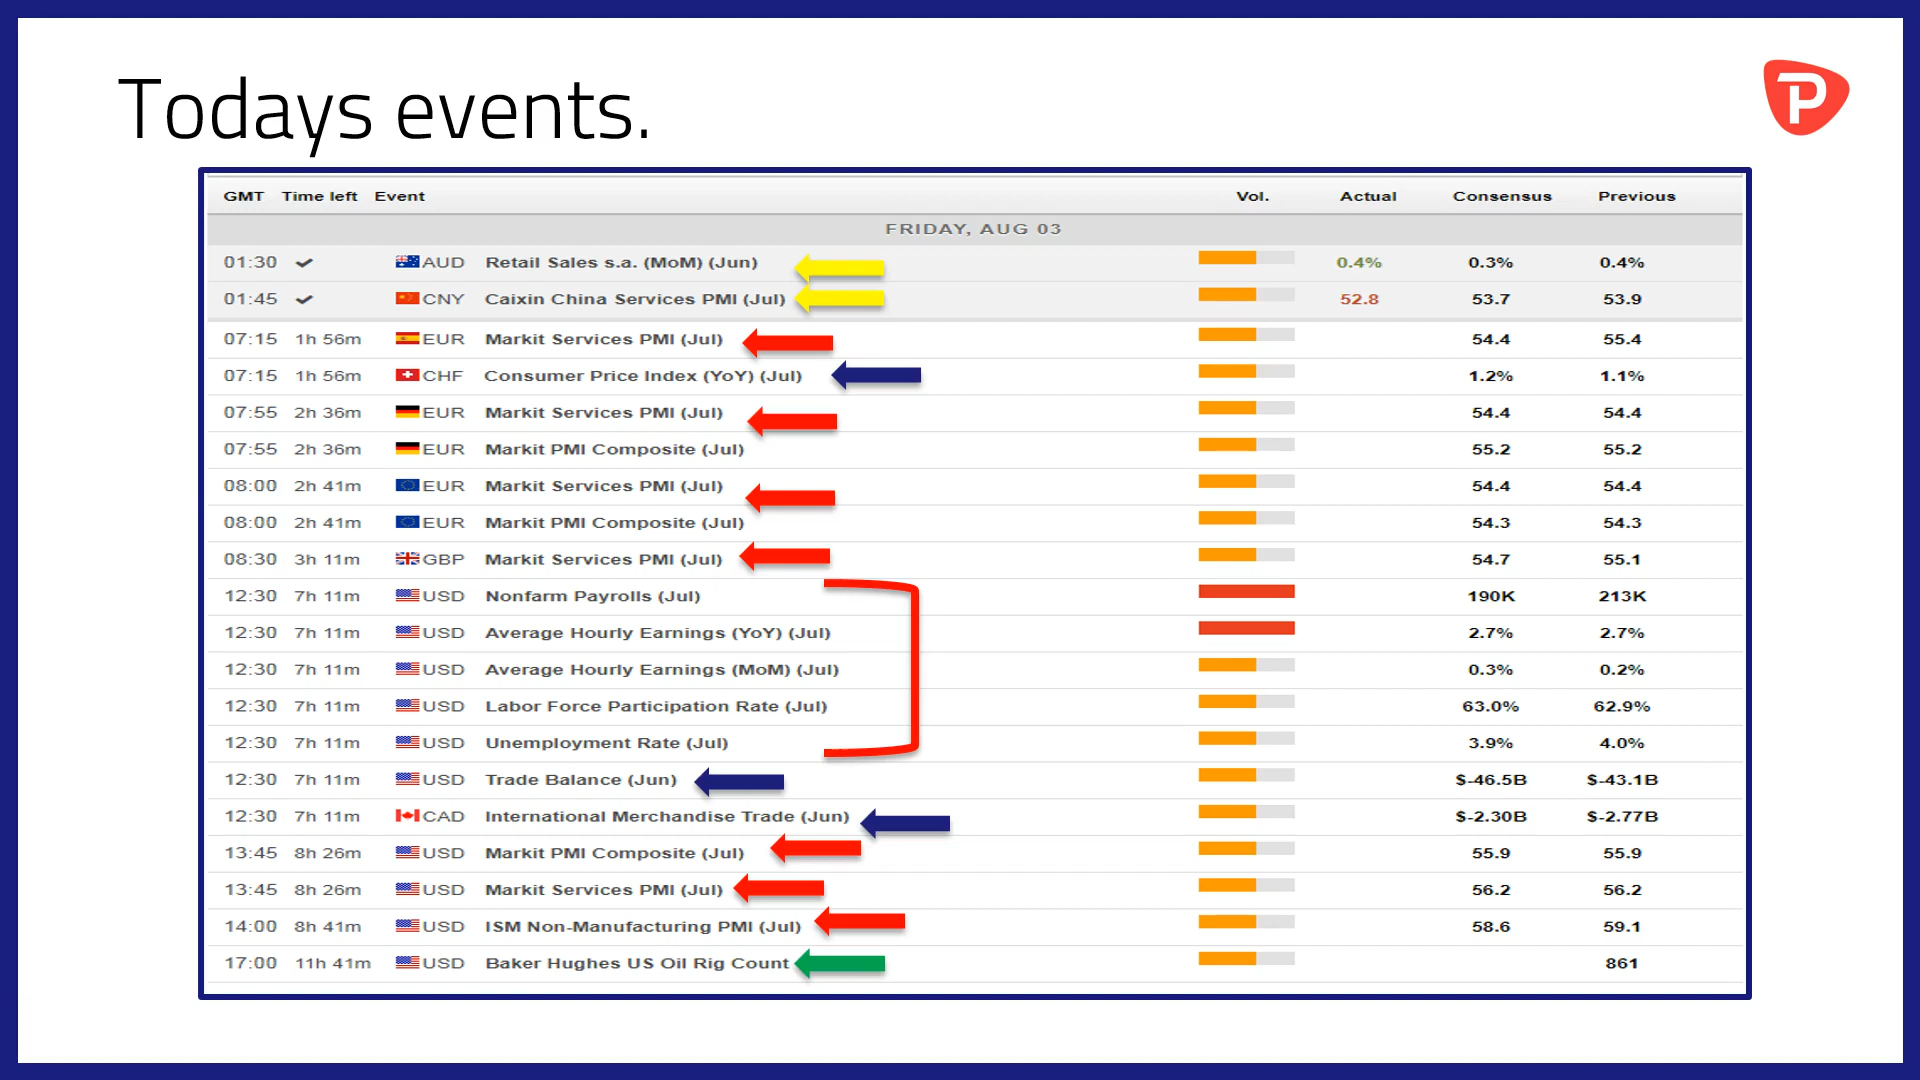 Todays events.
P
GMT Time left Event Vol. Actual Consensus Previous
FRIDAY, AUG 03
01:30 AUD Retail Sales s.a. (MoM) (Jun) 0.4% 0.3% 0.4%
01:45 CNY Caixin China Services PMI (Jul) 52.8 53.7 53.9
07:15 1h 56m EUR Markit Services PMI (Jul) 54.4 55.4
07:15 1h 56m CHF Consumer Price Index (YoY) (Jul) 1.2% 1.1%
07:55 2h 36m EUR Markit Services PMI (Jul) 54.4 54.4
07:55 2h 36m EUR Markit PMI Composite (Jul) 55.2 55.2
08:00 2h 41m EUR Markit Services PMI (Jul) 54.4 54.4
08:00 2h 41m EUR Markit PMI Composite (Jul) 54.3 54.3
08:30 3h 11m GBP Markit Services PMI (Jul) 54.7 55.1
12:30 7h 11m USD Nonfarm Payrolls (Jul) 190K 213K
12:30 7h 11m USD Average Hourly Earnings (YoY) (Jul) 2.7% 2.7%
12:30 7h 11m USD Average Hourly Earnings (MoM) (Jul) 0.3% 0.2%
12:30 7h 11m USD Labor Force Participation Rate (Jul) 63.0% 62.9%
12:30 7h 11m USD Unemployment Rate (Jul) 3.9% 4.0%
12:30 7h 11m USD Trade Balance (Jun) $-46.5B $-43.1B
12:30 7h 11m CAD International Merchandise Trade (Jun) $-2.30B $-2.77B
13:45 8h 26m USD Markit PMI Composite (Jul) 55.9 55.9
13:45 8h 26m USD Markit Services PMI (Jul) 56.2 56.2
14:00 8h 41m USD ISM Non-Manufacturing PMI (Jul) 58.6 59.1
17:00 11h 41m USD Baker Hughes US Oil Rig Count 861